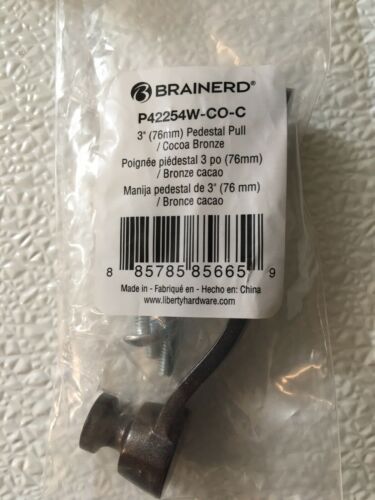 BRAINERD®
P42254W-CO-C
3" (76mm) Pedestal Pull
/ Cocoa Bronze
Poignée piédestal 3 po (76mm)
/ Bronze cacao
Manija pedestal de 3" (76 mm)
/ Bronce cacao
8 85785 85665 9
Made in - Fabriqué en - Hecho en: China
www.libertyhardware.com